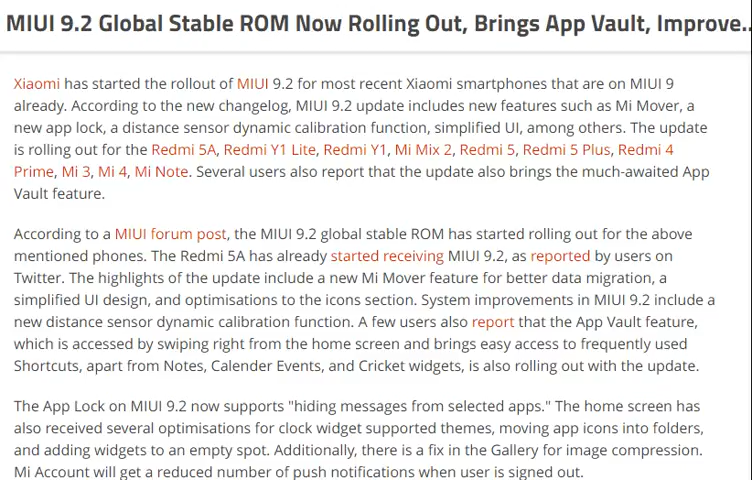 MIUI 9.2 Global Stable ROM Now Rolling Out, Brings App Vault, Improve..
Xiaomi has started the rollout of MIUI 9.2 for most recent Xiaomi smartphones that are on MIUI 9
already. According to the new changelog, MIUI 9.2 update includes new features such as Mi Mover, a
new app lock, a distance sensor dynamic calibration function, simplified UI, among others. The update
is rolling out for the Redmi 5A, Redmi Y1 Lite, Redmi Y1, Mi Mix 2, Redmi 5, Redmi 5 Plus, Redmi 4
Prime, Mi 3, Mi 4, Mi Note. Several users also report that the update also brings the much-awaited App
Vault feature.
According to a MIUI forum post, the MIUI 9.2 global stable ROM has started rolling out for the above
mentioned phones. The Redmi 5A has already started receiving MIUI 9.2, as reported by users on
Twitter. The highlights of the update include a new Mi Mover feature for better data migration, a
simplified UI design, and optimisations to the icons section. System improvements in MIUI 9.2 include a
new distance sensor dynamic calibration function. A few users also report that the App Vault feature,
which is accessed by swiping right from the home screen and brings easy access to frequently used
Shortcuts, apart from Notes, Calender Events, and Cricket widgets, is also rolling out with the update.
The App Lock on MIUI 9.2 now supports "hiding messages from selected apps." The home screen has
also received several optimisations for clock widget supported themes, moving app icons into folders,
and adding widgets to an empty spot. Additionally, there is a fix in the Gallery for image compression.
Mi Account will get a reduced number of push notifications when user is signed out.